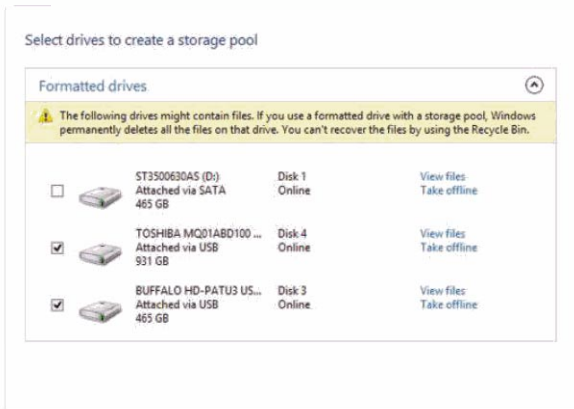 Select drives to create a storage pool
Formatted drives
The following drives might contain files. If you use a formatted drive with a storage pool, Windows
permanently deletes all the files on that drive. You can't recover the files by using the Recycle Bin.
ST3500630AS (D:) Disk 1 View files
Attached via SATA Online Take offline
465 GB
TOSHIBA MQ01ABD100 ... Disk 4 View files
Attached via USB Online Take offline
931 GB
BUFFALO HD-PATU3 US... Disk 3 View files
Attached via USB Online Take offline
465 GB